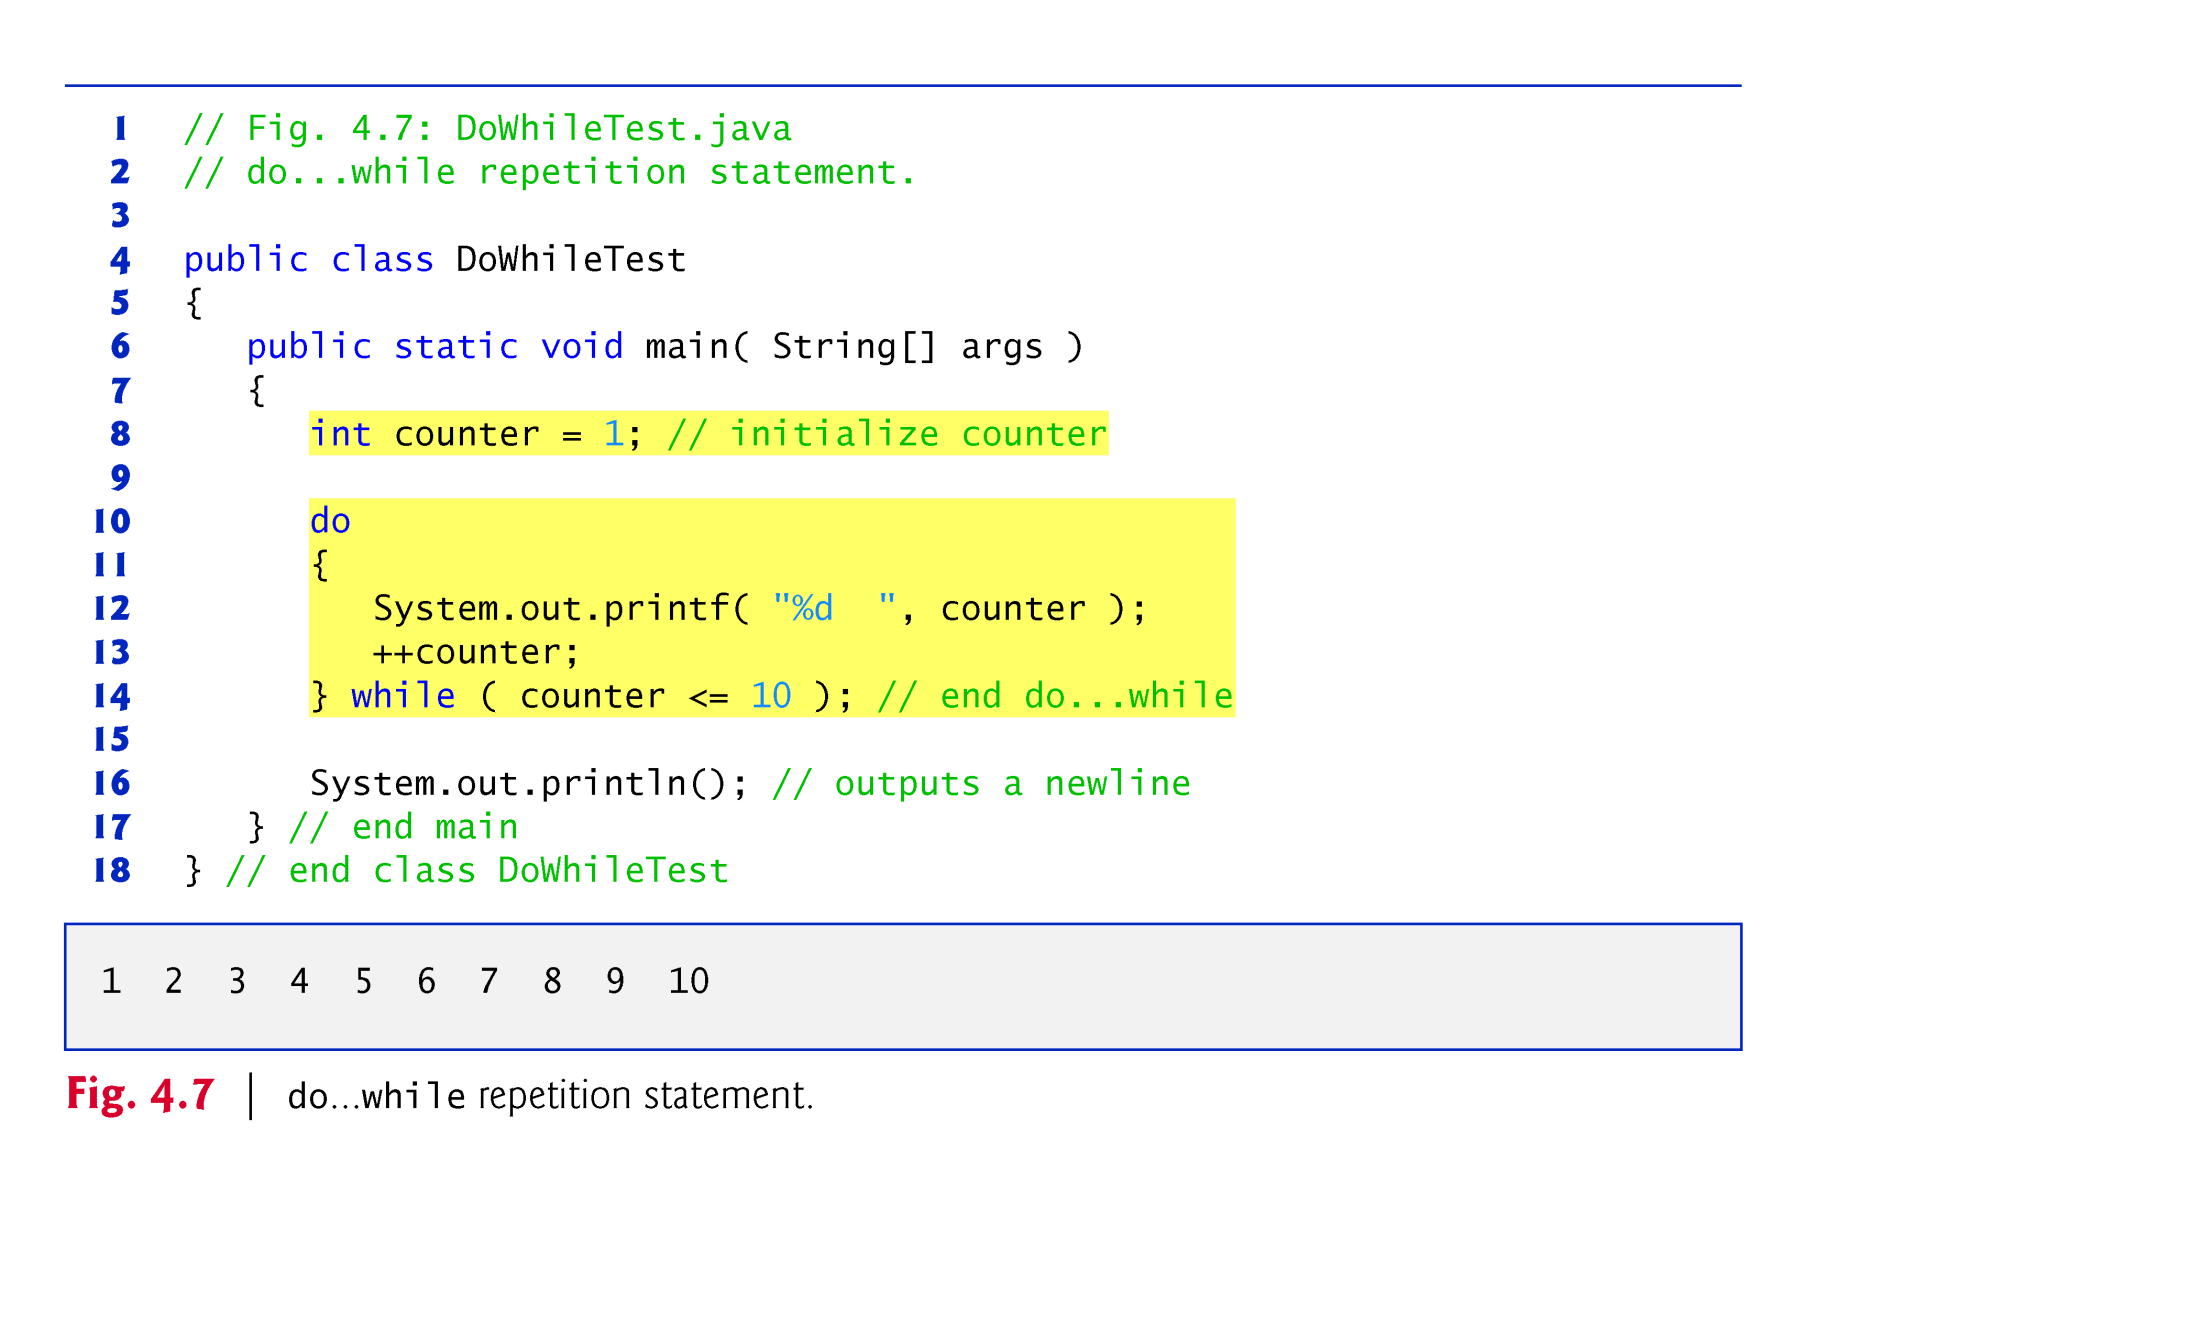 1 // Fig. 4.7: DoWhileTest.java
2 // do...while repetition statement.
3
4 public class DoWhileTest
5 {
6    public static void main( String[] args )
7    {
8       int counter = 1; // initialize counter
9
10       do
11       {
12          System.out.printf( "%d  ", counter );
13          ++counter;
14       } while ( counter <= 10 ); // end do...while
15
16       System.out.println(); // outputs a newline
17    } // end main
18 } // end class DoWhileTest
1  2  3  4  5  6  7  8  9  10
Fig. 4.7 | do...while repetition statement.